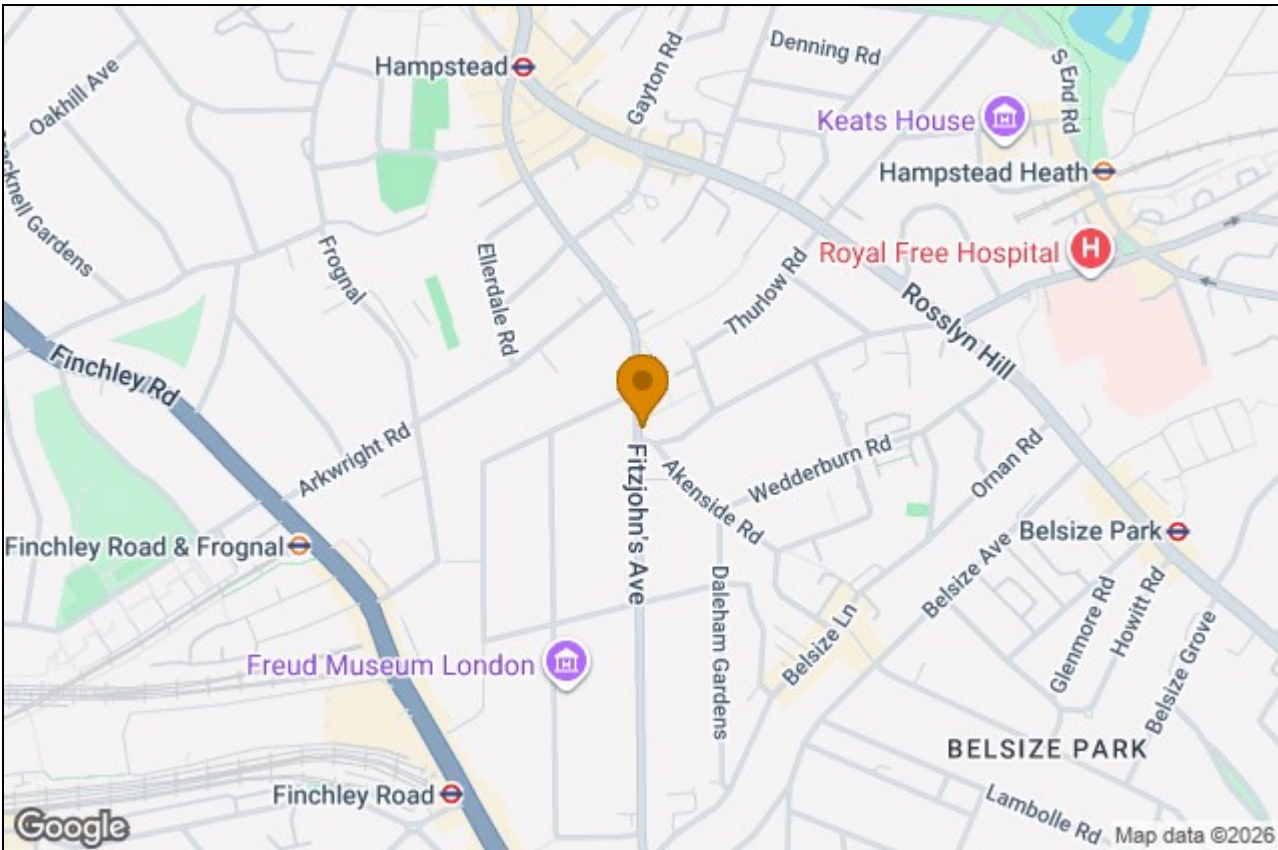 Hampstead
Gayton Rd
Denning Rd
S End Rd
Oakhill Ave
Keats House
Hampstead Heath
racknell Gardens
Frognal
Ellerdale Rd
Thurlow Rd
Royal Free Hospital
H
Rosslyn Hill
Finchley Rd
Arkwright Rd
Fitzjohn's Ave
Akenside Rd
Wedderburn Rd
Ornan Rd
Finchley Road & Frognal
Belsize Park
Belsize Ave
Daleham Gardens
Belsize Ln
Glenmore Rd
Howitt Rd
Belsize Grove
Freud Museum London
BELSIZE PARK
Finchley Road
Lambolle Rd
Google
Map data ©2026